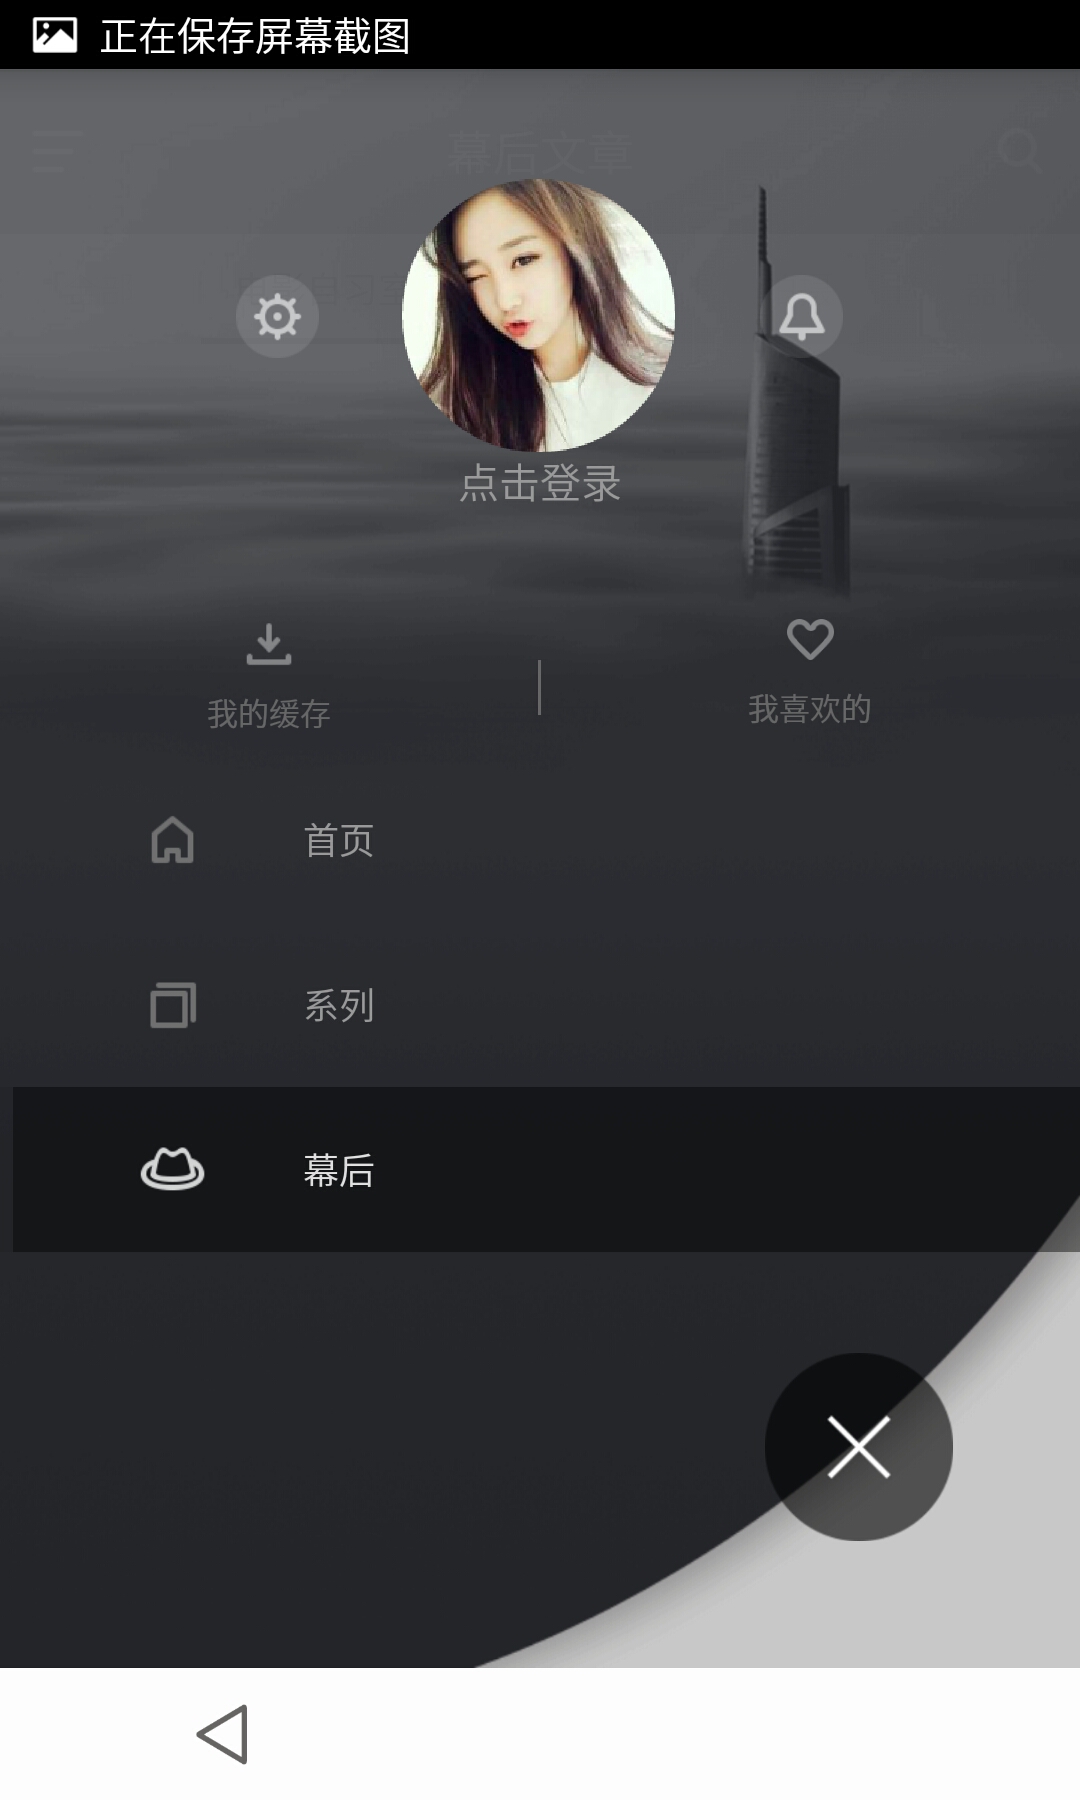 正在保存屏幕截图
幕后文章
点击登录
我的缓存
我喜欢的
首页
系列
幕后